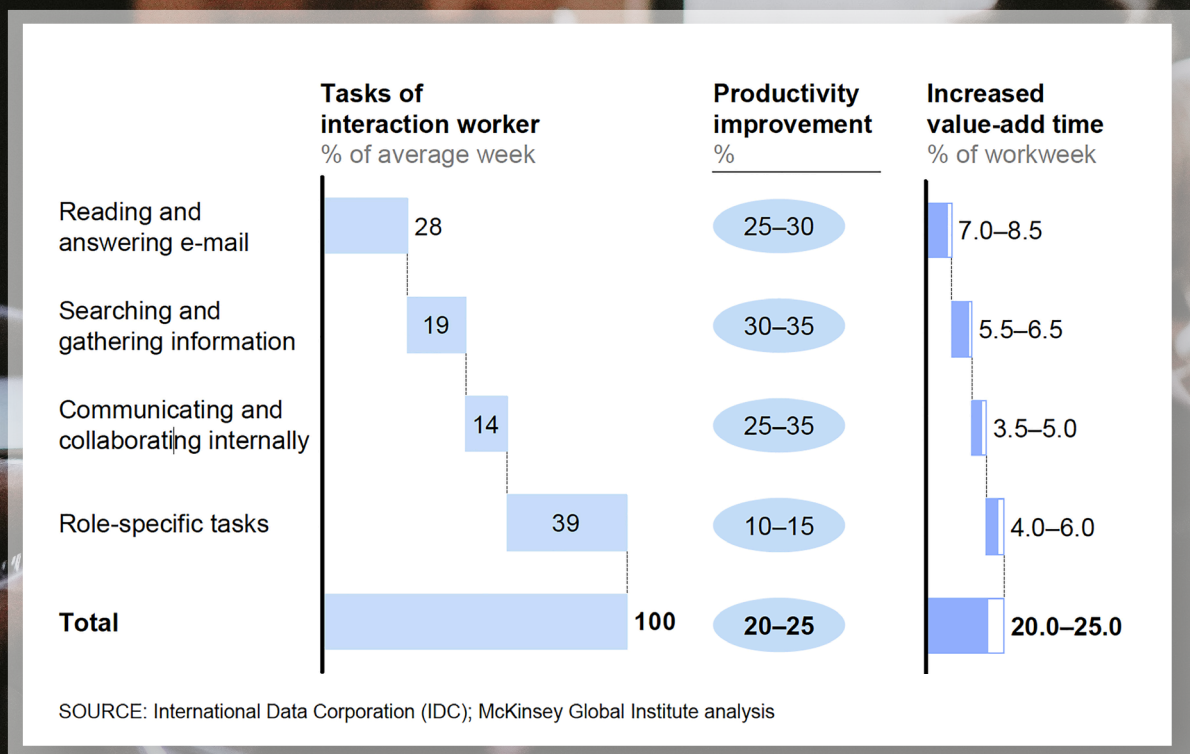 Tasks of
interaction worker
% of average week
Productivity
improvement
%
Increased
value-add time
% of workweek
Reading and
answering e-mail
28
25–30
7.0–8.5
Searching and
gathering information
19
30–35
5.5–6.5
Communicating and
collaborating internally
14
25–35
3.5–5.0
Role-specific tasks
39
10–15
4.0–6.0
Total
100
20–25
20.0–25.0
SOURCE: International Data Corporation (IDC); McKinsey Global Institute analysis